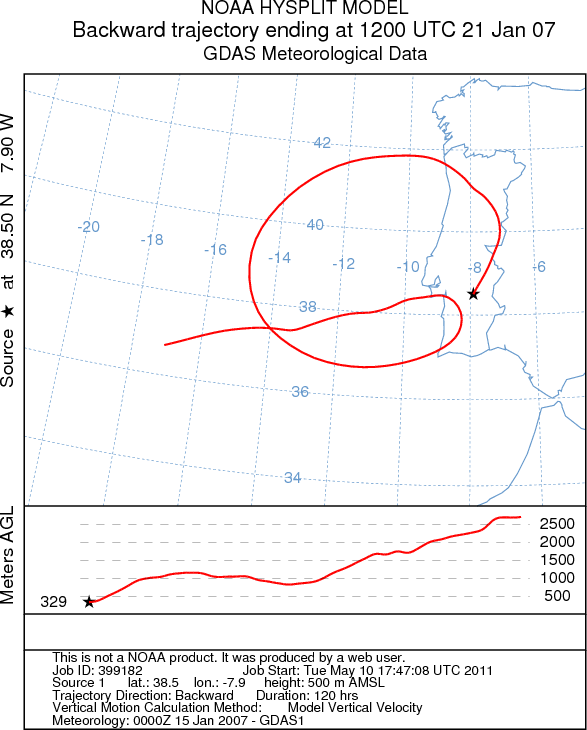 NOAA HYSPLIT MODEL
Backward trajectory ending at 1200 UTC 21 Jan 07
GDAS Meteorological Data
Source ★ at 38.50 N 7.90 W
42
40
-20
-18
-16
-14
-12
-10
-8
-6
38
36
34
Meters AGL
2500
2000
1500
1000
500
329
This is not a NOAA product. It was produced by a web user.
Job ID: 399182 Job Start: Tue May 10 17:47:08 UTC 2011
Source 1 lat.: 38.5 lon.: -7.9 height: 500 m AMSL
Trajectory Direction: Backward Duration: 120 hrs
Vertical Motion Calculation Method: Model Vertical Velocity
Meteorology: 0000Z 15 Jan 2007 - GDAS1